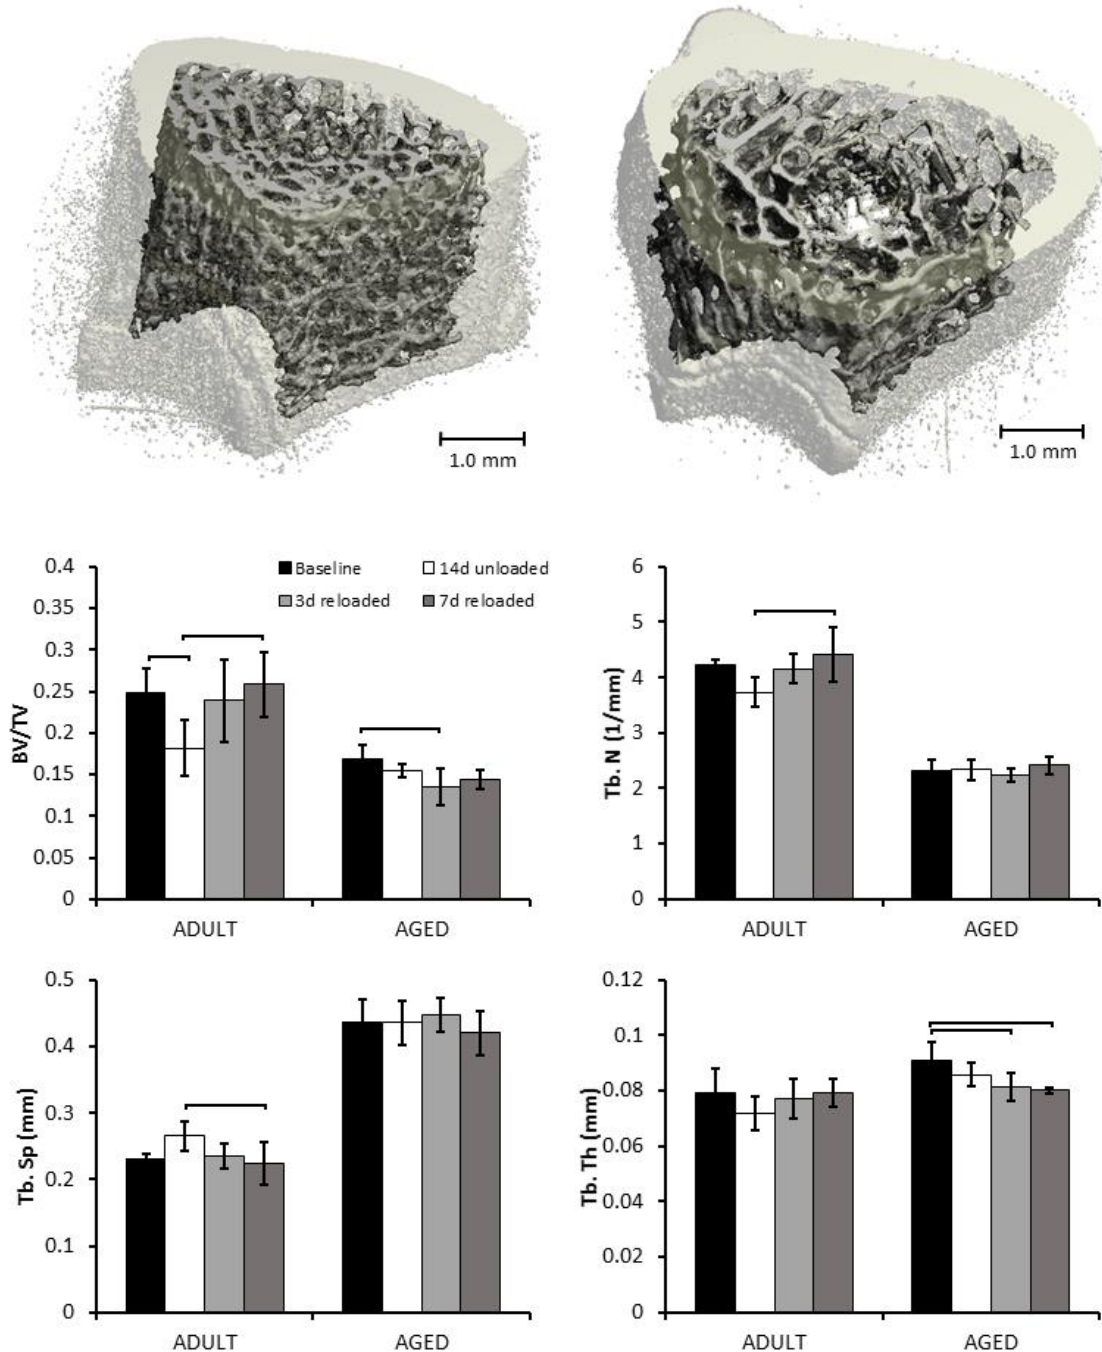 1.0 mm
1.0 mm
0.4
0.35
0.3
0.25
0.2
0.15
0.1
0.05
0
BV/TV
Baseline
14d unloaded
3d reloaded
7d reloaded
ADULT
AGED
6
5
4
3
2
1
0
Tb. N (1/mm)
ADULT
AGED
0.5
0.4
0.3
0.2
0.1
0
Tb. Sp (mm)
ADULT
AGED
0.12
0.1
0.08
0.06
0.04
0.02
0
Tb. Th (mm)
ADULT
AGED